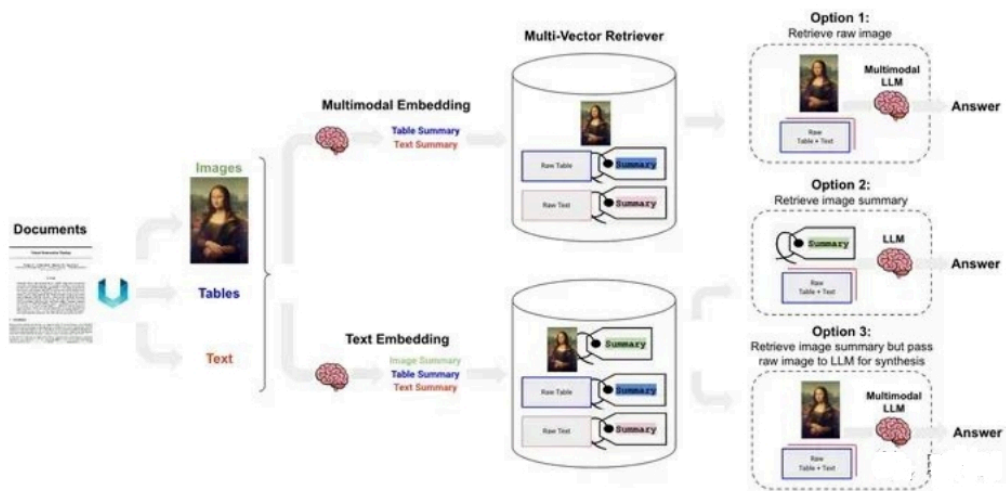 Documents
Images
Tables
Text
Multimodal Embedding
Table Summary
Text Summary
Text Embedding
Image Summary
Table Summary
Text Summary
Multi-Vector Retriever
Raw Table
Summary
Raw Text
Summary
Summary
Raw Table
Summary
Raw Text
Summary
Option 1:
Retrieve raw image
Multimodal
LLM
Answer
Raw
Table + Text
Option 2:
Retrieve image summary
Summary
LLM
Answer
Raw
Table + Text
Option 3:
Retrieve image summary but pass
raw image to LLM for synthesis
Multimodal
LLM
Answer
Raw
Table + Text